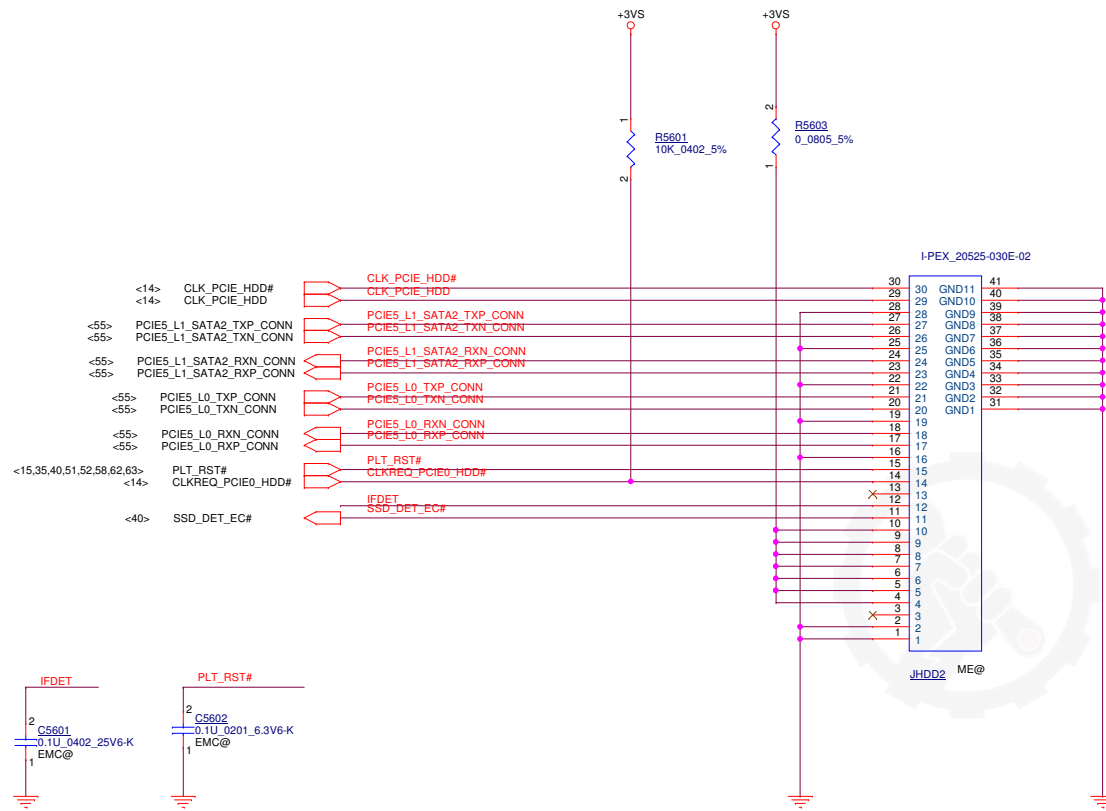 +3VS
+3VS
1
R5601
10K_0402_5%
2
2
R5603
0_0805_5%
1
I-PEX_20525-030E-02
<14> CLK_PCIE_HDD# CLK_PCIE_HDD# 30 30 GND11 41
<14> CLK_PCIE_HDD CLK_PCIE_HDD 29 29 GND10 40
28 28 GND9 39
<55> PCIE5_L1_SATA2_TXP_CONN PCIE5_L1_SATA2_TXP_CONN 27 27 GND8 38
<55> PCIE5_L1_SATA2_TXN_CONN PCIE5_L1_SATA2_TXN_CONN 26 26 GND7 37
25 25 GND6 36
<55> PCIE5_L1_SATA2_RXN_CONN PCIE5_L1_SATA2_RXN_CONN 24 24 GND5 35
<55> PCIE5_L1_SATA2_RXP_CONN PCIE5_L1_SATA2_RXP_CONN 23 23 GND4 34
22 22 GND3 33
<55> PCIE5_L0_TXP_CONN PCIE5_L0_TXP_CONN 21 21 GND2 32
<55> PCIE5_L0_TXN_CONN PCIE5_L0_TXN_CONN 20 20 GND1 31
19 19
<55> PCIE5_L0_RXN_CONN PCIE5_L0_RXN_CONN 18 18
<55> PCIE5_L0_RXP_CONN PCIE5_L0_RXP_CONN 17 17
16 16
<15,35,40,51,52,58,62,63> PLT_RST# PLT_RST# 15 15
<14> CLKREQ_PCIE0_HDD# CLKREQ_PCIE0_HDD# 14 14
13 13
IFDET 12 12
<40> SSD_DET_EC# SSD_DET_EC# 11 11
10 10
9 9
8 8
7 7
6 6
5 5
4 4
3 3
2 2
1 1
JHDD2 ME@
IFDET
2
C5601
0.1U_0402_25V6-K
EMC@
1
PLT_RST#
2
C5602
0.1U_0201_6.3V6-K
EMC@
1